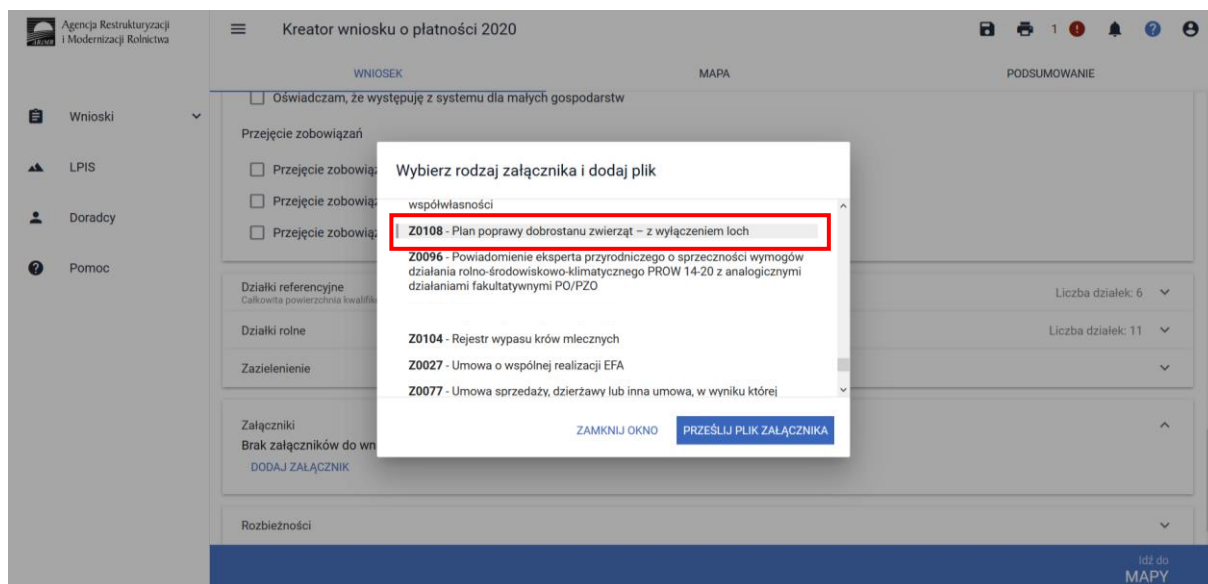 Agencja Restrukturyzacji
i Modernizacji Rolnictwa
ARiMR
Kreator wniosku o płatności 2020
1
WNIOSEK
MAPA
PODSUMOWANIE
Wnioski
LPIS
Doradcy
Pomoc
Oświadczam, że występuję z systemu dla małych gospodarstw
Przejęcie zobowiązań
Przejęcie
Przejęcie
Przejęcie
Wybierz rodzaj załącznika i dodaj plik
współwłasności
Z0108 - Plan poprawy dobrostanu zwierząt – z wyłączeniem loch
Z0096 - Powiadomienie eksperta przyrodniczego o sprzeczności wymogów
działania rolno-środowiskowo-klimatycznego PROW 14-20 z analogicznymi
działaniami fakultatywnymi PO/PZO
Z0104 - Rejestr wypasu krów mlecznych
Z0027 - Umowa o wspólnej realizacji EFA
Z0077 - Umowa sprzedaży, dzierżawy lub inna umowa, w wyniku której
ZAMKNIJ OKNO
PRZEŚLIJ PLIK ZAŁĄCZNIKA
Działki referencyjne
Całkowita powierzchnia
Liczba działek: 6
Działki rolne
Liczba działek: 11
Zazielenienie
Załączniki
Brak załączników do
DODAJ ZAŁĄCZNIK
Rozbieżności
Idź do
MAPY